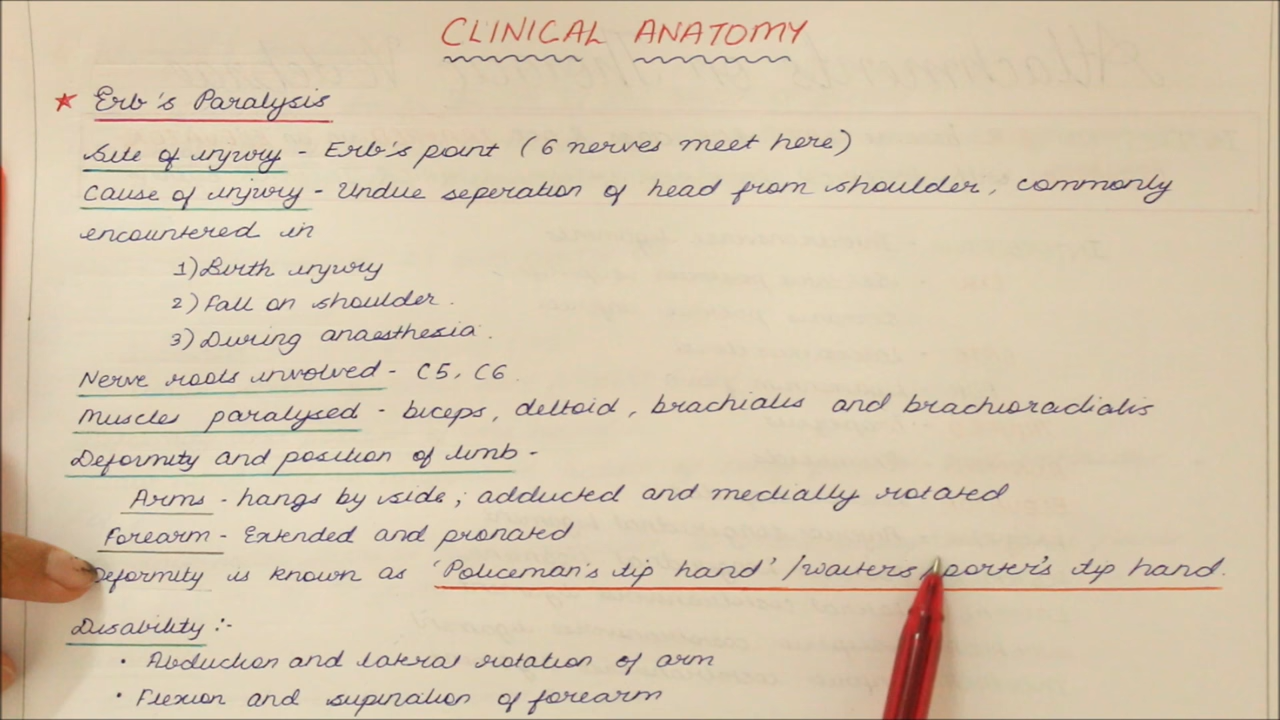 CLINICAL ANATOMY
★ Erb's Paralysis
Site of injury - Erb's point (6 nerves meet here)
Cause of injury - Undue seperation of head from shoulder, commonly
encountered in
1) Birth injury
2) Fall on shoulder.
3) During anaesthesia.
Nerve roots involved - C5, C6.
Muscles paralysed - biceps, deltoid, brachialis and brachioradialis
Deformity and position of limb -
Arms - hangs by side; adducted and medially rotated
Forearm - Extended and pronated
Deformity is known as 'Policeman's tip hand' / waiters / porter's tip hand.
Disability :-
• Abduction and lateral rotation of arm
• Flexion and supination of forearm